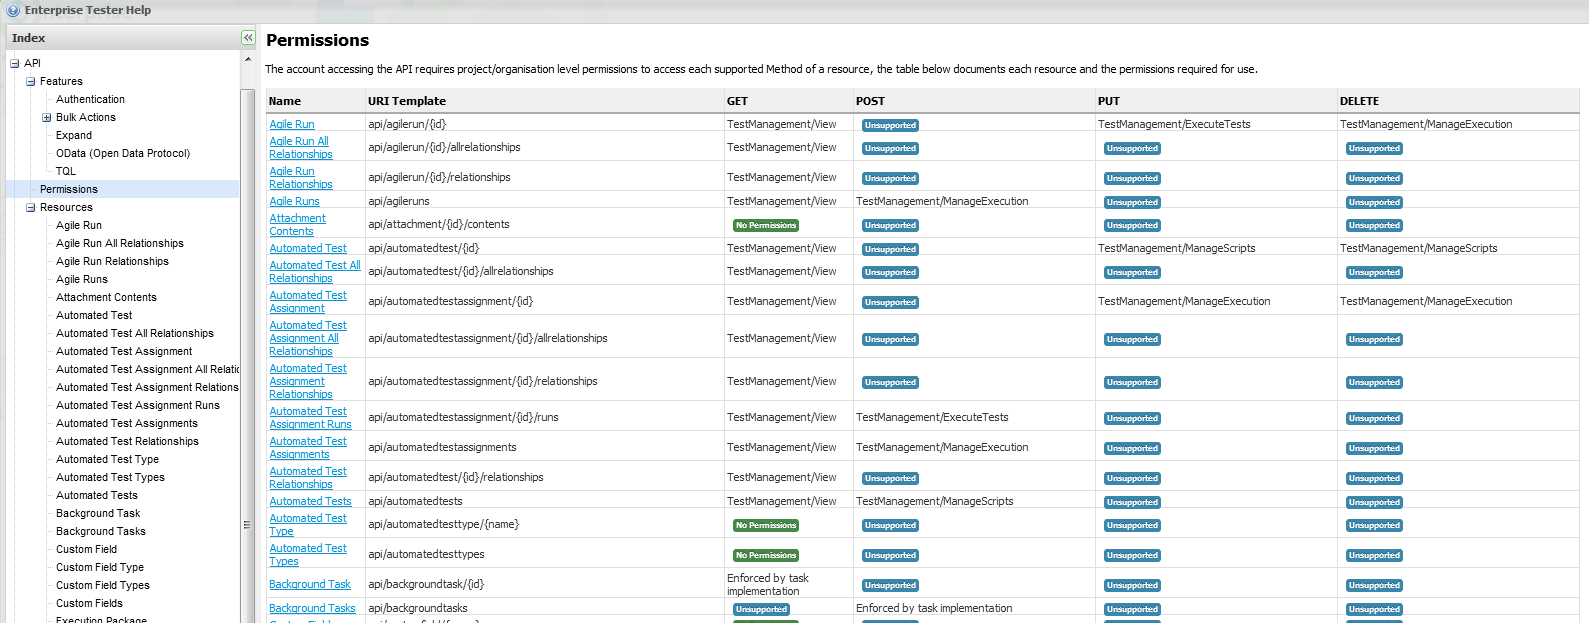 Enterprise Tester Help
Index
API
Features
Authentication
Bulk Actions
Expand
OData (Open Data Protocol)
TQL
Permissions
Resources
Agile Run
Agile Run All Relationships
Agile Run Relationships
Agile Runs
Attachment Contents
Automated Test
Automated Test All Relationships
Automated Test Assignment
Automated Test Assignment All Relatio
Automated Test Assignment Relations
Automated Test Assignment Runs
Automated Test Assignments
Automated Test Relationships
Automated Test Type
Automated Test Types
Automated Tests
Background Task
Background Tasks
Custom Field
Custom Field Type
Custom Field Types
Custom Fields
Execution Package
Permissions
The account accessing the API requires project/organisation level permissions to access each supported Method of a resource, the table below documents each resource and the permissions required for use.
Name URI Template GET POST PUT DELETE
Agile Run api/agilerun/{id} TestManagement/View Unsupported TestManagement/ExecuteTests TestManagement/ManageExecution
Agile Run All
Relationships api/agilerun/{id}/allrelationships TestManagement/View Unsupported Unsupported Unsupported
Agile Run
Relationships api/agilerun/{id}/relationships TestManagement/View Unsupported Unsupported Unsupported
Agile Runs api/agileruns TestManagement/View TestManagement/ManageExecution Unsupported Unsupported
Attachment
Contents api/attachment/{id}/contents No Permissions Unsupported Unsupported Unsupported
Automated Test api/automatedtest/{id} TestManagement/View Unsupported TestManagement/ManageScripts TestManagement/ManageScripts
Automated Test All
Relationships api/automatedtest/{id}/allrelationships TestManagement/View Unsupported Unsupported Unsupported
Automated Test
Assignment api/automatedtestassignment/{id} TestManagement/View Unsupported TestManagement/ManageExecution TestManagement/ManageExecution
Automated Test
Assignment All
Relationships api/automatedtestassignment/{id}/allrelationships TestManagement/View Unsupported Unsupported Unsupported
Automated Test
Assignment
Relationships api/automatedtestassignment/{id}/relationships TestManagement/View Unsupported Unsupported Unsupported
Automated Test
Assignment Runs api/automatedtestassignment/{id}/runs TestManagement/View TestManagement/ExecuteTests Unsupported Unsupported
Automated Test
Assignments api/automatedtestassignments TestManagement/View TestManagement/ManageExecution Unsupported Unsupported
Automated Test
Relationships api/automatedtest/{id}/relationships TestManagement/View Unsupported Unsupported Unsupported
Automated Tests api/automatedtests TestManagement/View TestManagement/ManageScripts Unsupported Unsupported
Automated Test
Type api/automatedtesttype/{name} No Permissions Unsupported Unsupported Unsupported
Automated Test
Types api/automatedtesttypes No Permissions Unsupported Unsupported Unsupported
Background Task api/backgroundtask/{id} Enforced by task
implementation Unsupported Unsupported Unsupported
Background Tasks api/backgroundtasks Unsupported Enforced by task implementation Unsupported Unsupported